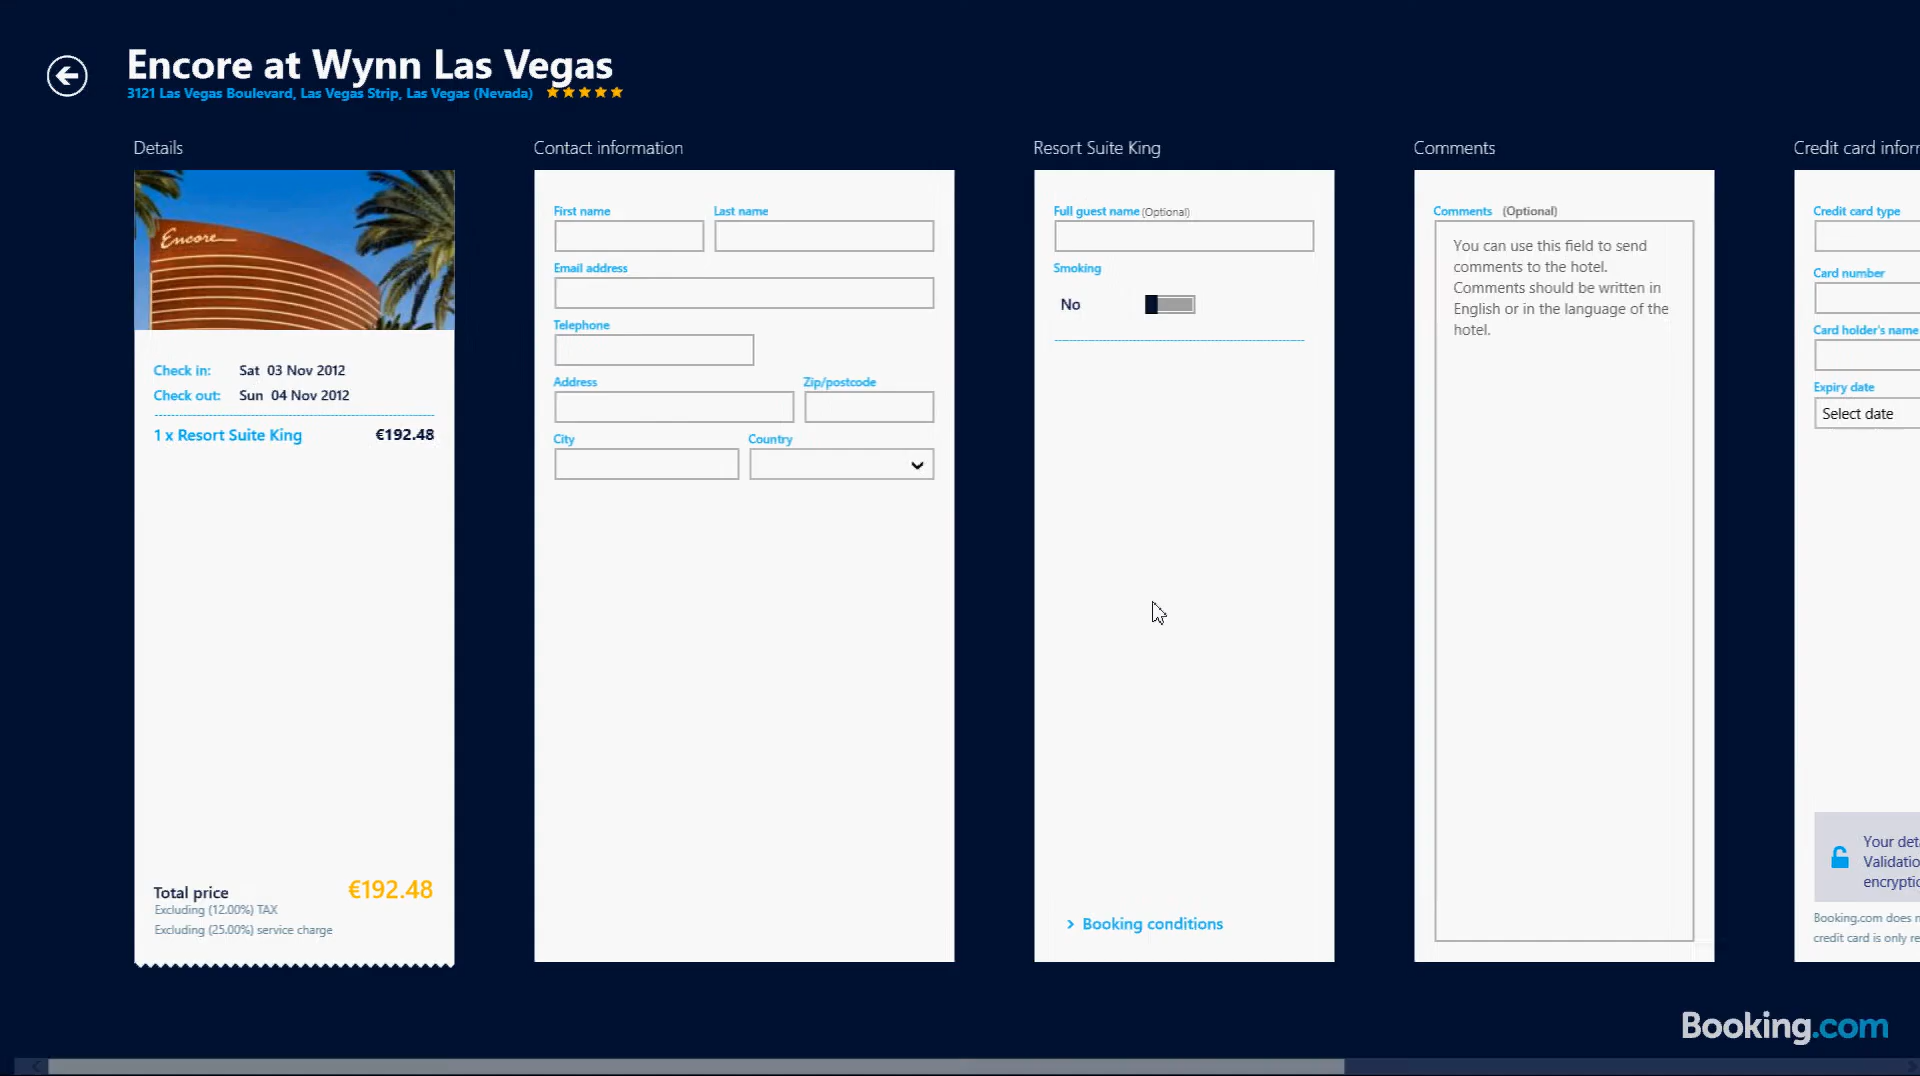 Encore at Wynn Las Vegas
3121 Las Vegas Boulevard, Las Vegas Strip, Las Vegas (Nevada)
Details
Encore
Check in: Sat 03 Nov 2012
Check out: Sun 04 Nov 2012
1 x Resort Suite King €192.48
Total price €192.48
Excluding (12.00%) TAX
Excluding (25.00%) service charge
Contact information
First name Last name
Email address
Telephone
Address Zip/postcode
City Country
Resort Suite King
Full guest name (Optional)
Smoking
No
Booking conditions
Comments
Comments (Optional)
You can use this field to send
comments to the hotel.
Comments should be written in
English or in the language of the
hotel.
Credit card infor
Credit card type
Card number
Card holder's name
Expiry date
Select date
Your det
Validatio
encryptio
Booking.com does n
credit card is only re
Booking.com